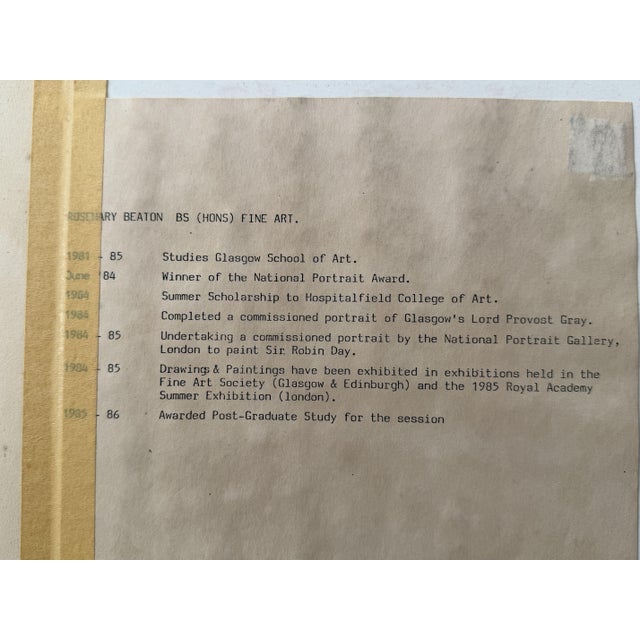 ROSEMARY BEATON BS (HONS) FINE ART.
1981 - 85 Studies Glasgow School of Art.
June '84 Winner of the National Portrait Award.
1984 Summer Scholarship to Hospitalfield College of Art.
1984 Completed a commissioned portrait of Glasgow's Lord Provost Gray.
1984 - 85 Undertaking a commissioned portrait by the National Portrait Gallery,
London to paint Sir Robin Day.
1984 - 85 Drawings & Paintings have been exhibited in exhibitions held in the
Fine Art Society (Glasgow & Edinburgh) and the 1985 Royal Academy
Summer Exhibition (london).
1985 - 86 Awarded Post-Graduate Study for the session